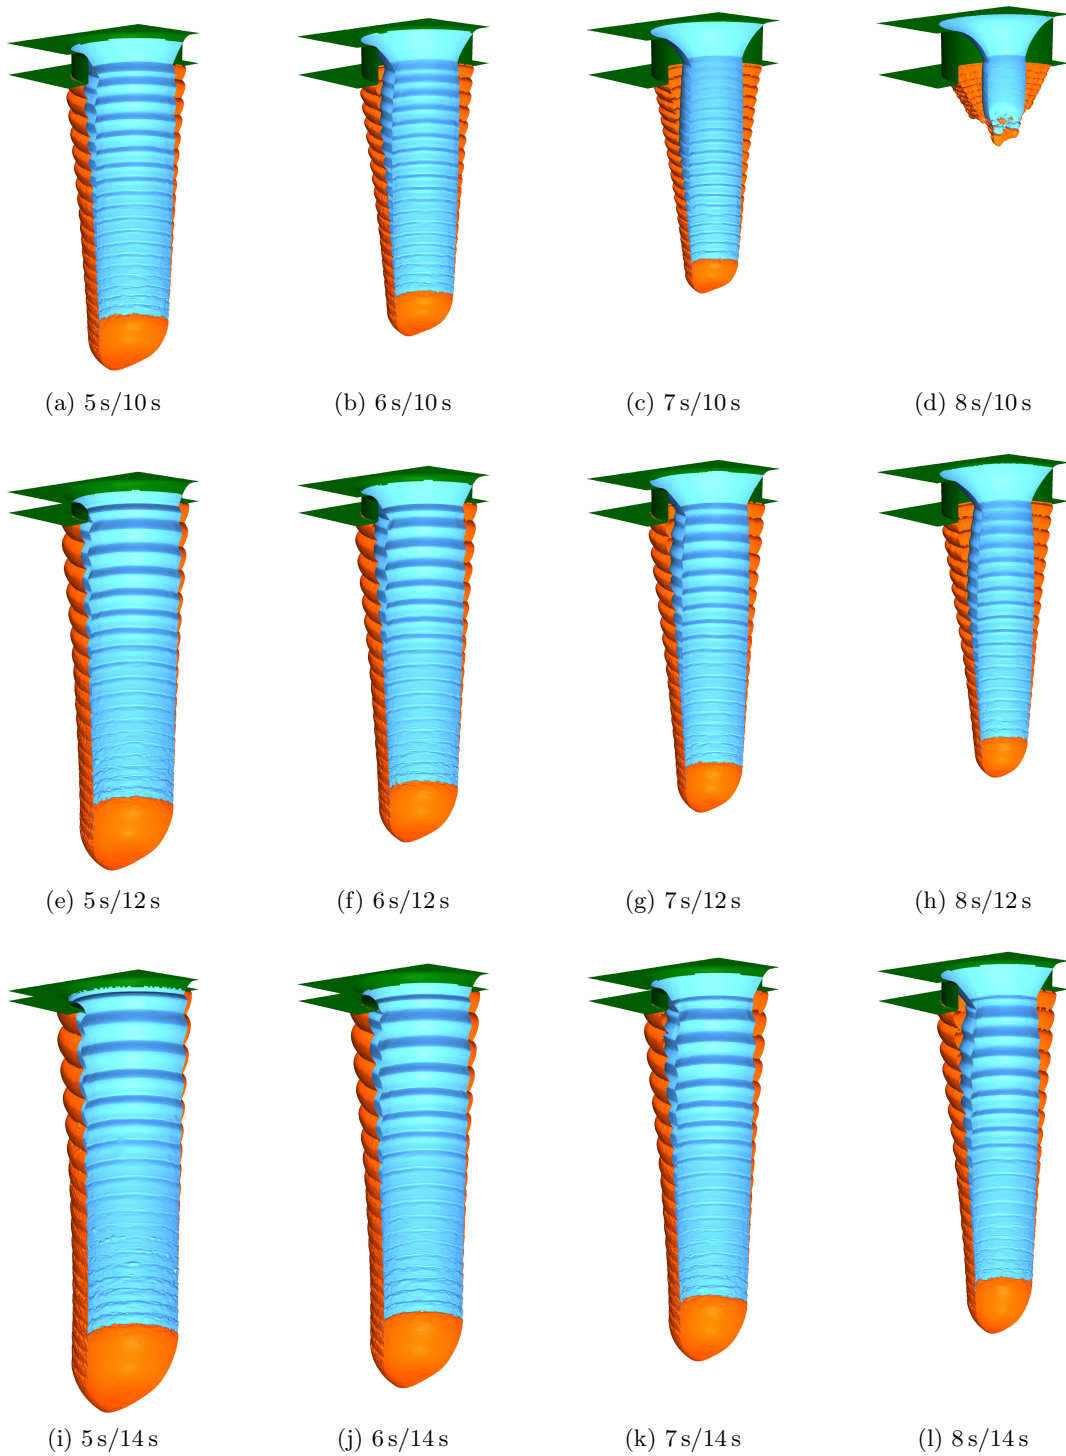 (a) 5 s/10 s
(b) 6 s/10 s
(c) 7 s/10 s
(d) 8 s/10 s
(e) 5 s/12 s
(f) 6 s/12 s
(g) 7 s/12 s
(h) 8 s/12 s
(i) 5 s/14 s
(j) 6 s/14 s
(k) 7 s/14 s
(l) 8 s/14 s